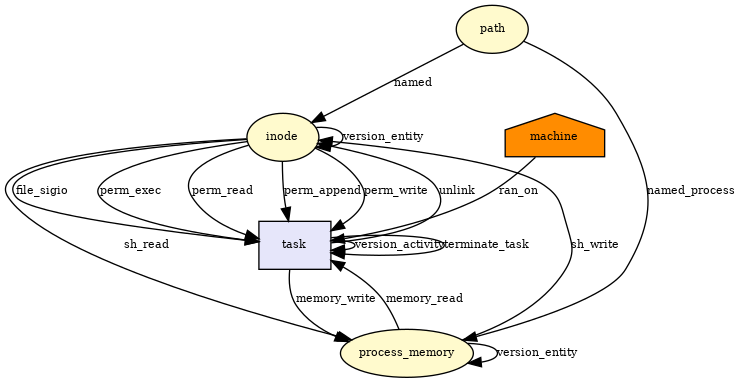 path
named
inode
version_entity
machine
file_sigio
perm_exec
perm_read
perm_append
perm_write
unlink
ran_on
named_process
sh_read
task
version_activity
terminate_task
sh_write
memory_write
memory_read
process_memory
version_entity